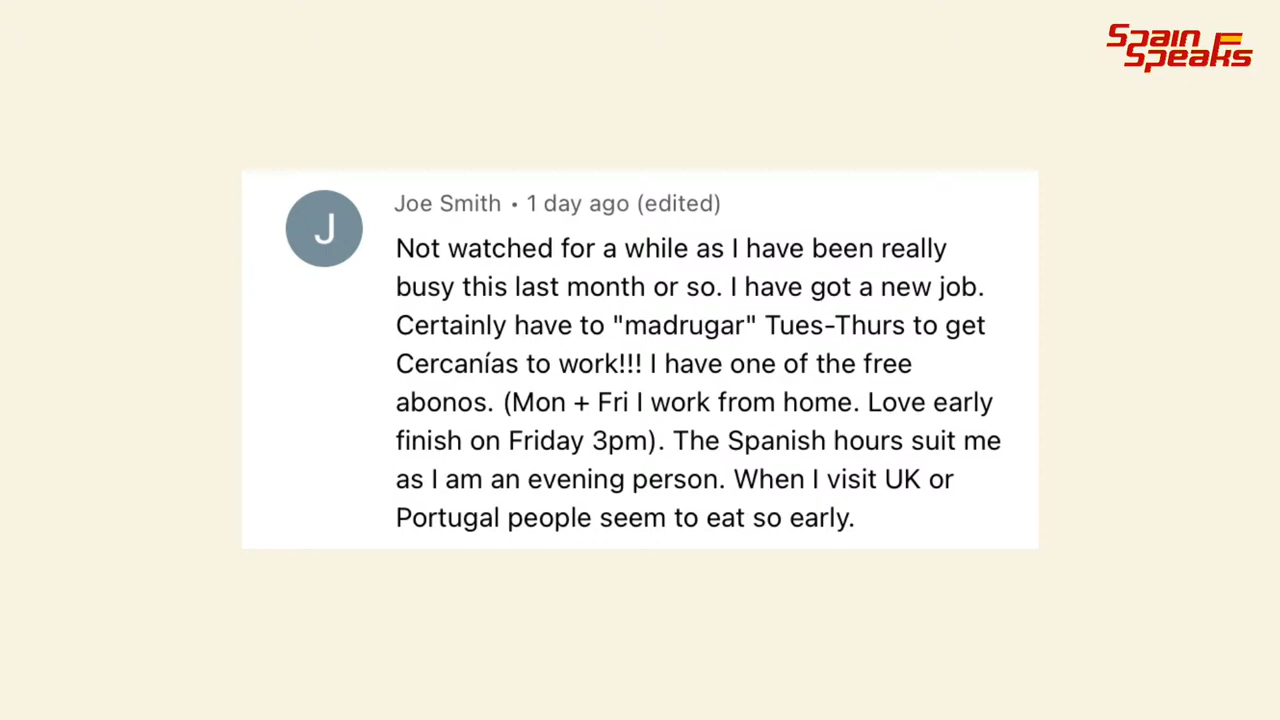 Spain
Speaks
J
Joe Smith • 1 day ago (edited)
Not watched for a while as I have been really
busy this last month or so. I have got a new job.
Certainly have to "madrugar" Tues-Thurs to get
Cercanías to work!!! I have one of the free
abonos. (Mon + Fri I work from home. Love early
finish on Friday 3pm). The Spanish hours suit me
as I am an evening person. When I visit UK or
Portugal people seem to eat so early.